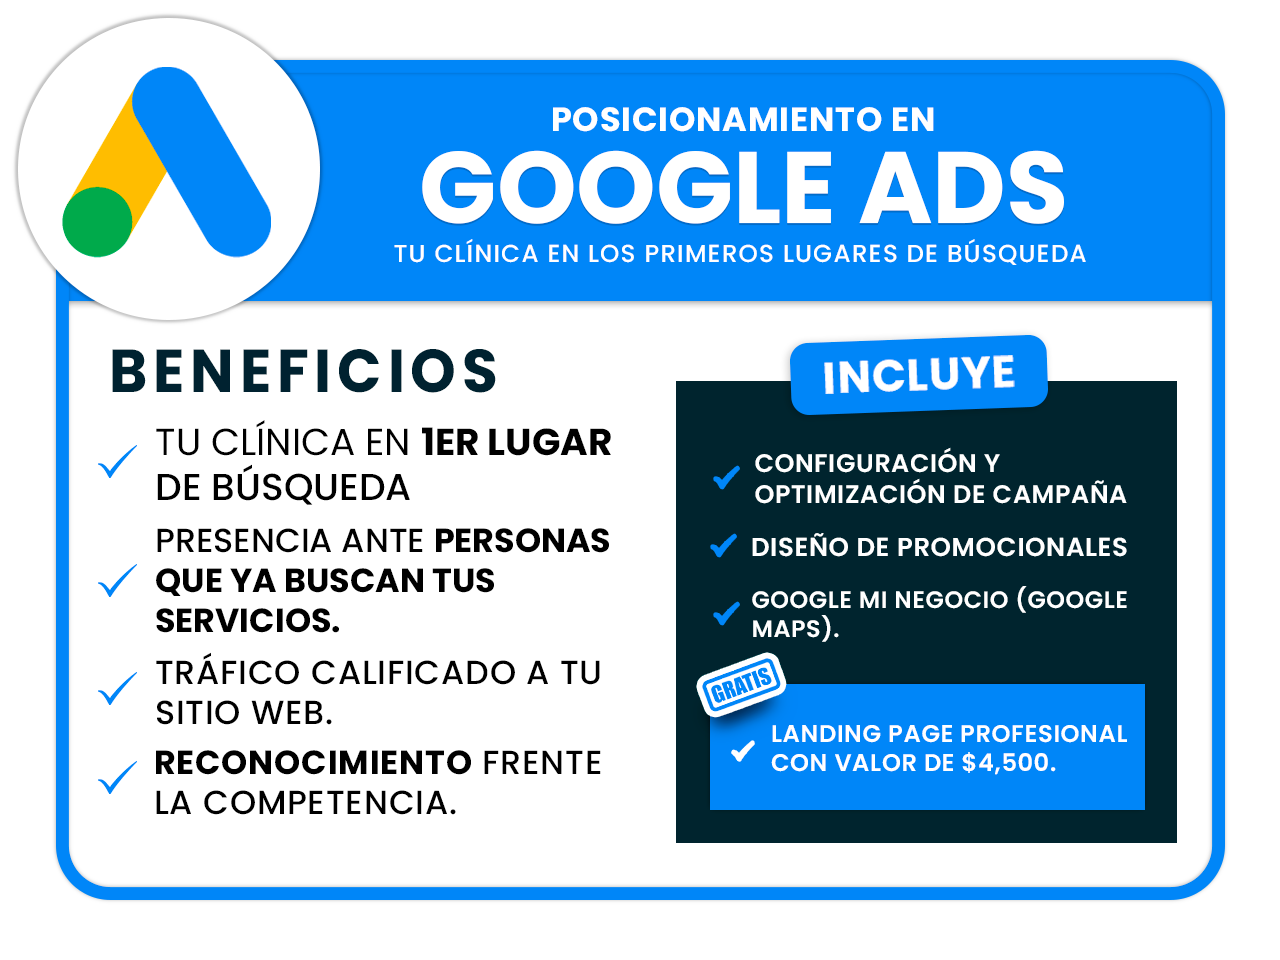 POSICIONAMIENTO EN
GOOGLE ADS
TU CLÍNICA EN LOS PRIMEROS LUGARES DE BÚSQUEDA
BENEFICIOS
TU CLÍNICA EN 1ER LUGAR
DE BÚSQUEDA
PRESENCIA ANTE PERSONAS
QUE YA BUSCAN TUS
SERVICIOS.
TRÁFICO CALIFICADO A TU
SITIO WEB.
RECONOCIMIENTO FRENTE
LA COMPETENCIA.
INCLUYE
CONFIGURACIÓN Y
OPTIMIZACIÓN DE CAMPAÑA
DISEÑO DE PROMOCIONALES
GOOGLE MI NEGOCIO (GOOGLE
MAPS).
GRATIS
LANDING PAGE PROFESIONAL
CON VALOR DE $4,500.